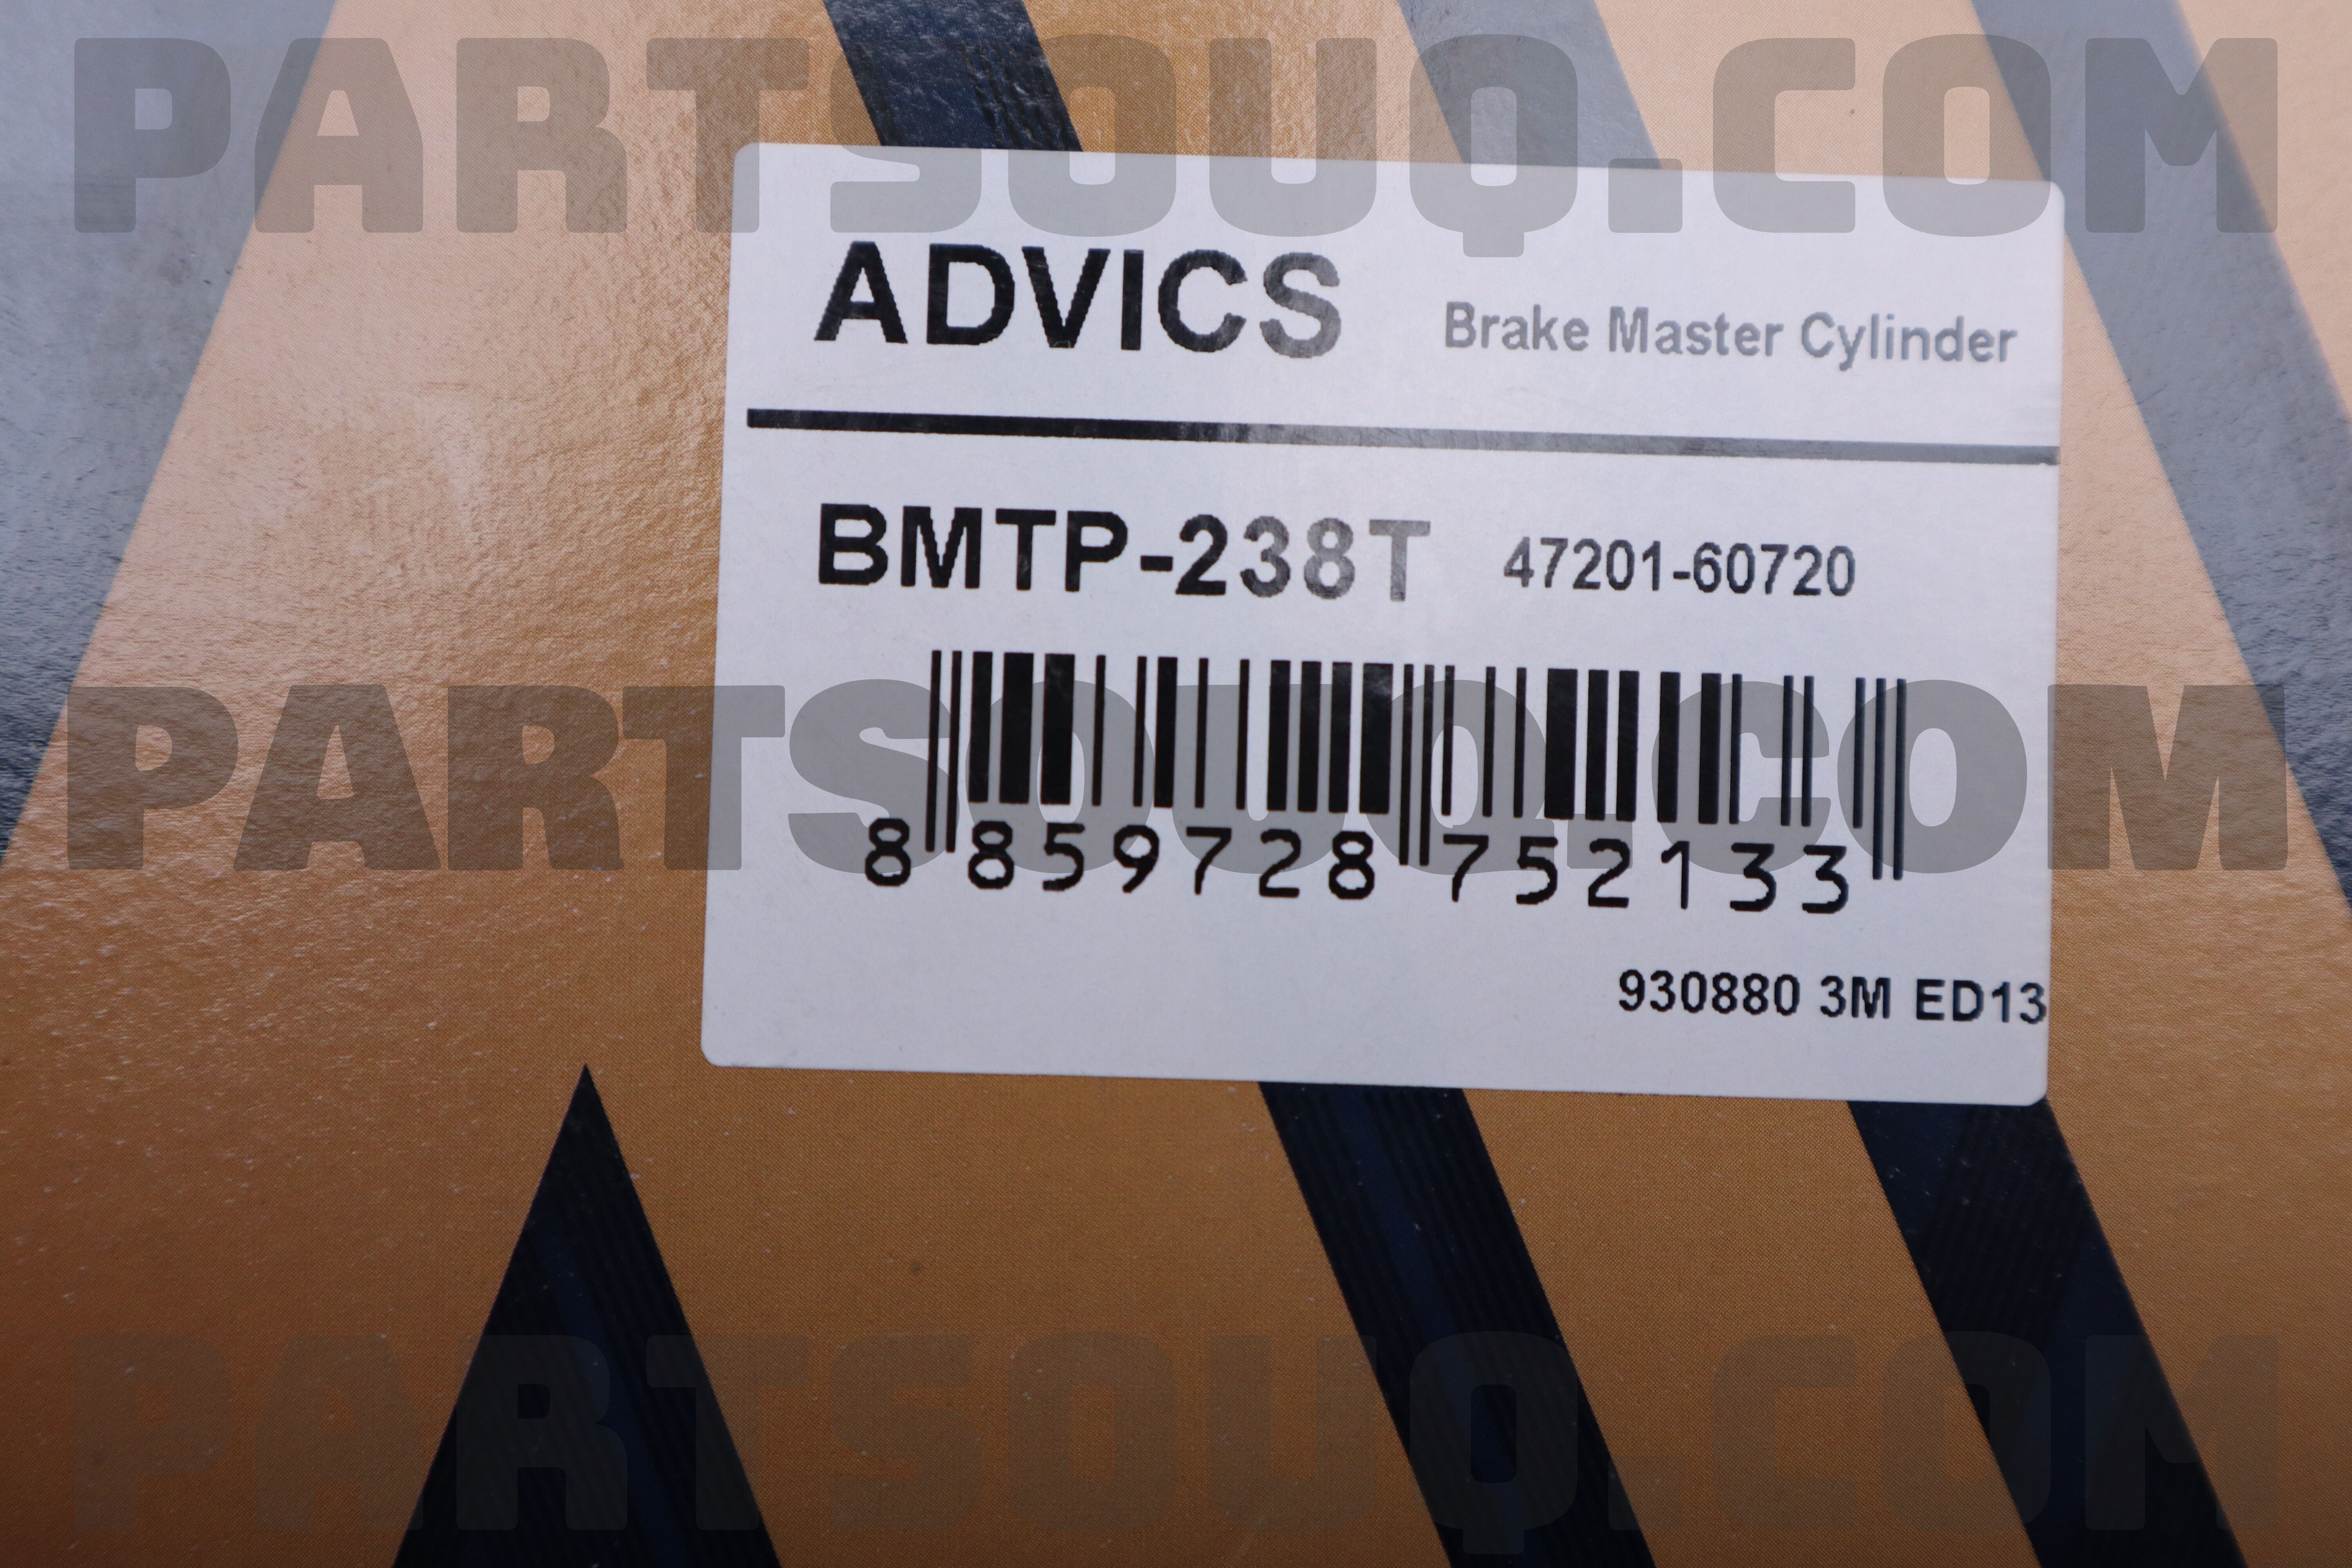 PARTSOUQ.COM
ADVICS Brake Master Cylinder
BMTP-238T 47201-60720
PARTSOUQ.COM
8 859728 752133
930880 3M ED13
PARTSOUQ.COM